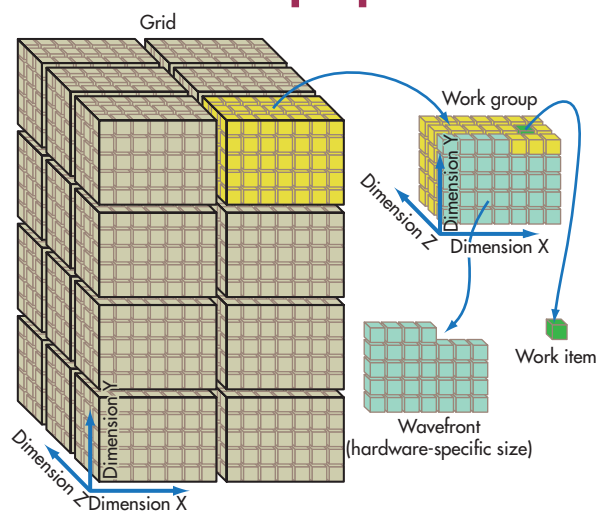 Grid
Work group
Dimension Y
Dimension Z
Dimension X
Work item
Wavefront
(hardware-specific size)
Dimension Y
Dimension Z
Dimension X